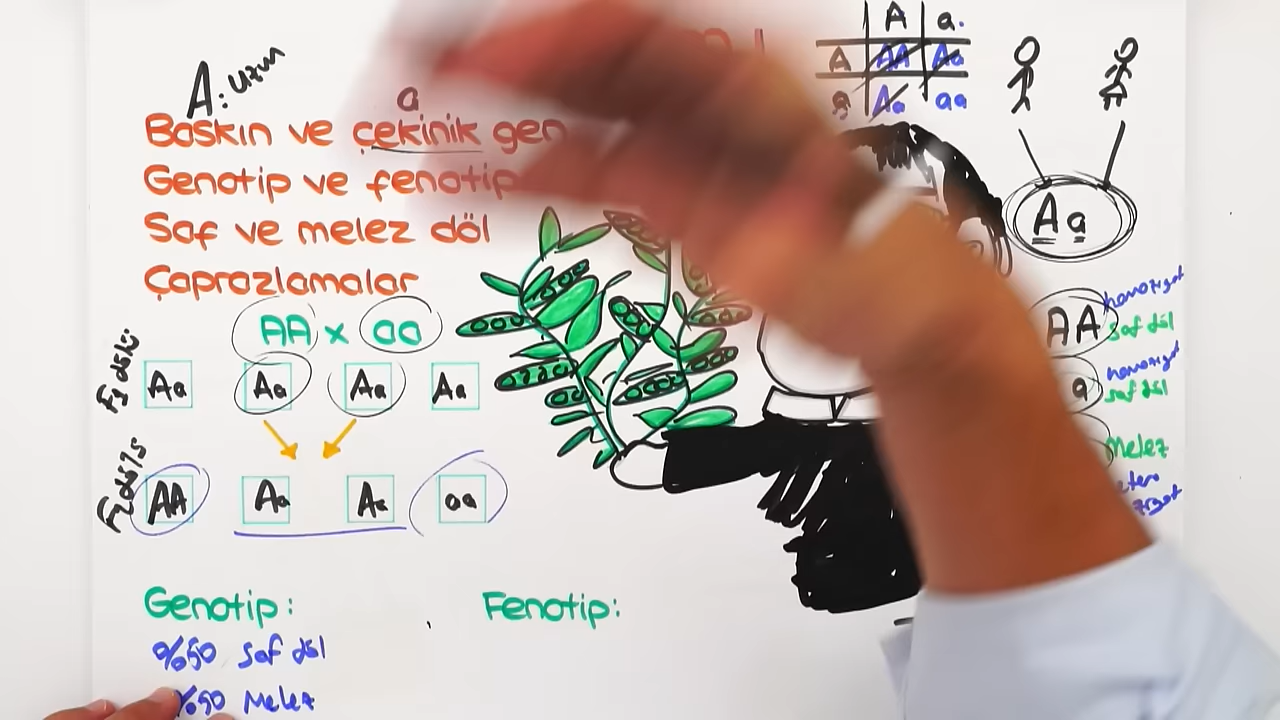 A: uzun
a
Baskın ve çekinik gen
Genotip ve fenotip
Saf ve melez döl
Çaprazlamalar
AA x aa
F1 dölü
Aa Aa Aa Aa
F2 dölü
AA Aa Aa aa
Genotip:
%50 saf döl
%50 Melez
Fenotip:
A a
A AA Aa
a Aa aa
Aa
AA homozigot
saf döl
a homozigot
saf döl
Melez